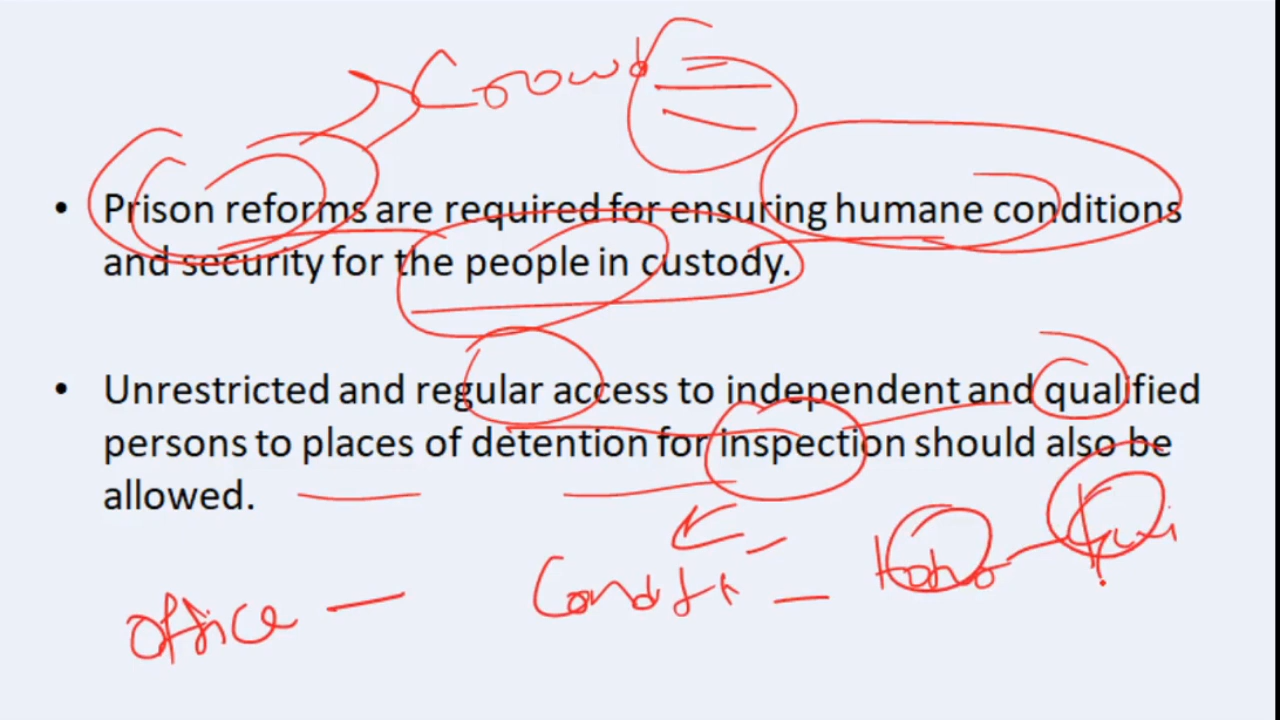 Crowd
• Prison reforms are required for ensuring humane conditions
and security for the people in custody.
• Unrestricted and regular access to independent and qualified
persons to places of detention for inspection should also be
allowed.
office —